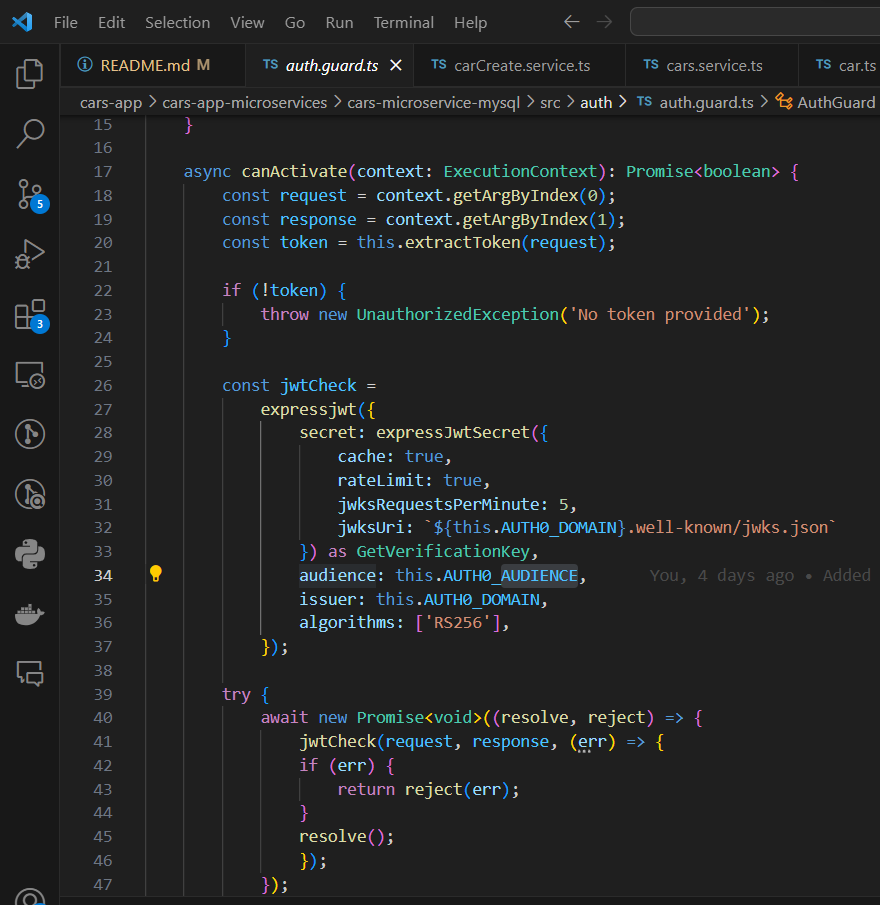 File Edit Selection View Go Run Terminal Help
README.md M TS auth.guard.ts TS carCreate.service.ts TS cars.service.ts TS car.ts
cars-app > cars-app-microservices > cars-microservice-mysql > src > auth > TS auth.guard.ts > AuthGuard
15 }
16
17 async canActivate(context: ExecutionContext): Promise<boolean> {
18 const request = context.getArgByIndex(0);
19 const response = context.getArgByIndex(1);
20 const token = this.extractToken(request);
21
22 if (!token) {
23 throw new UnauthorizedException('No token provided');
24 }
25
26 const jwtCheck =
27 expressjwt({
28 secret: expressJwtSecret({
29 cache: true,
30 rateLimit: true,
31 jwksRequestsPerMinute: 5,
32 jwksUri: `${this.AUTH0_DOMAIN}.well-known/jwks.json`
33 }) as GetVerificationKey,
34 audience: this.AUTH0_AUDIENCE, You, 4 days ago • Added
35 issuer: this.AUTH0_DOMAIN,
36 algorithms: ['RS256'],
37 });
38
39 try {
40 await new Promise<void>((resolve, reject) => {
41 jwtCheck(request, response, (err) => {
42 if (err) {
43 return reject(err);
44 }
45 resolve();
46 });
47 });
5
3